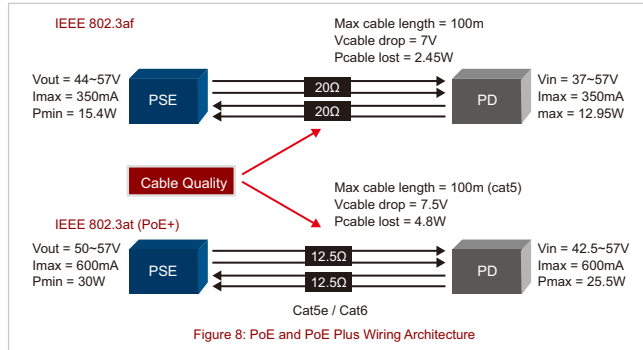 IEEE 802.3af
Max cable length = 100m
Vcable drop = 7V
Pcable lost = 2.45W
Vout = 44~57V
Imax = 350mA
Pmin = 15.4W
PSE
20Ω
20Ω
PD
Vin = 37~57V
Imax = 350mA
max = 12.95W
Cable Quality
Max cable length = 100m (cat5)
Vcable drop = 7.5V
Pcable lost = 4.8W
IEEE 802.3at (PoE+)
Vout = 50~57V
Imax = 600mA
Pmin = 30W
PSE
12.5Ω
12.5Ω
PD
Vin = 42.5~57V
Imax = 600mA
Pmax = 25.5W
Cat5e / Cat6
Figure 8: PoE and PoE Plus Wiring Architecture